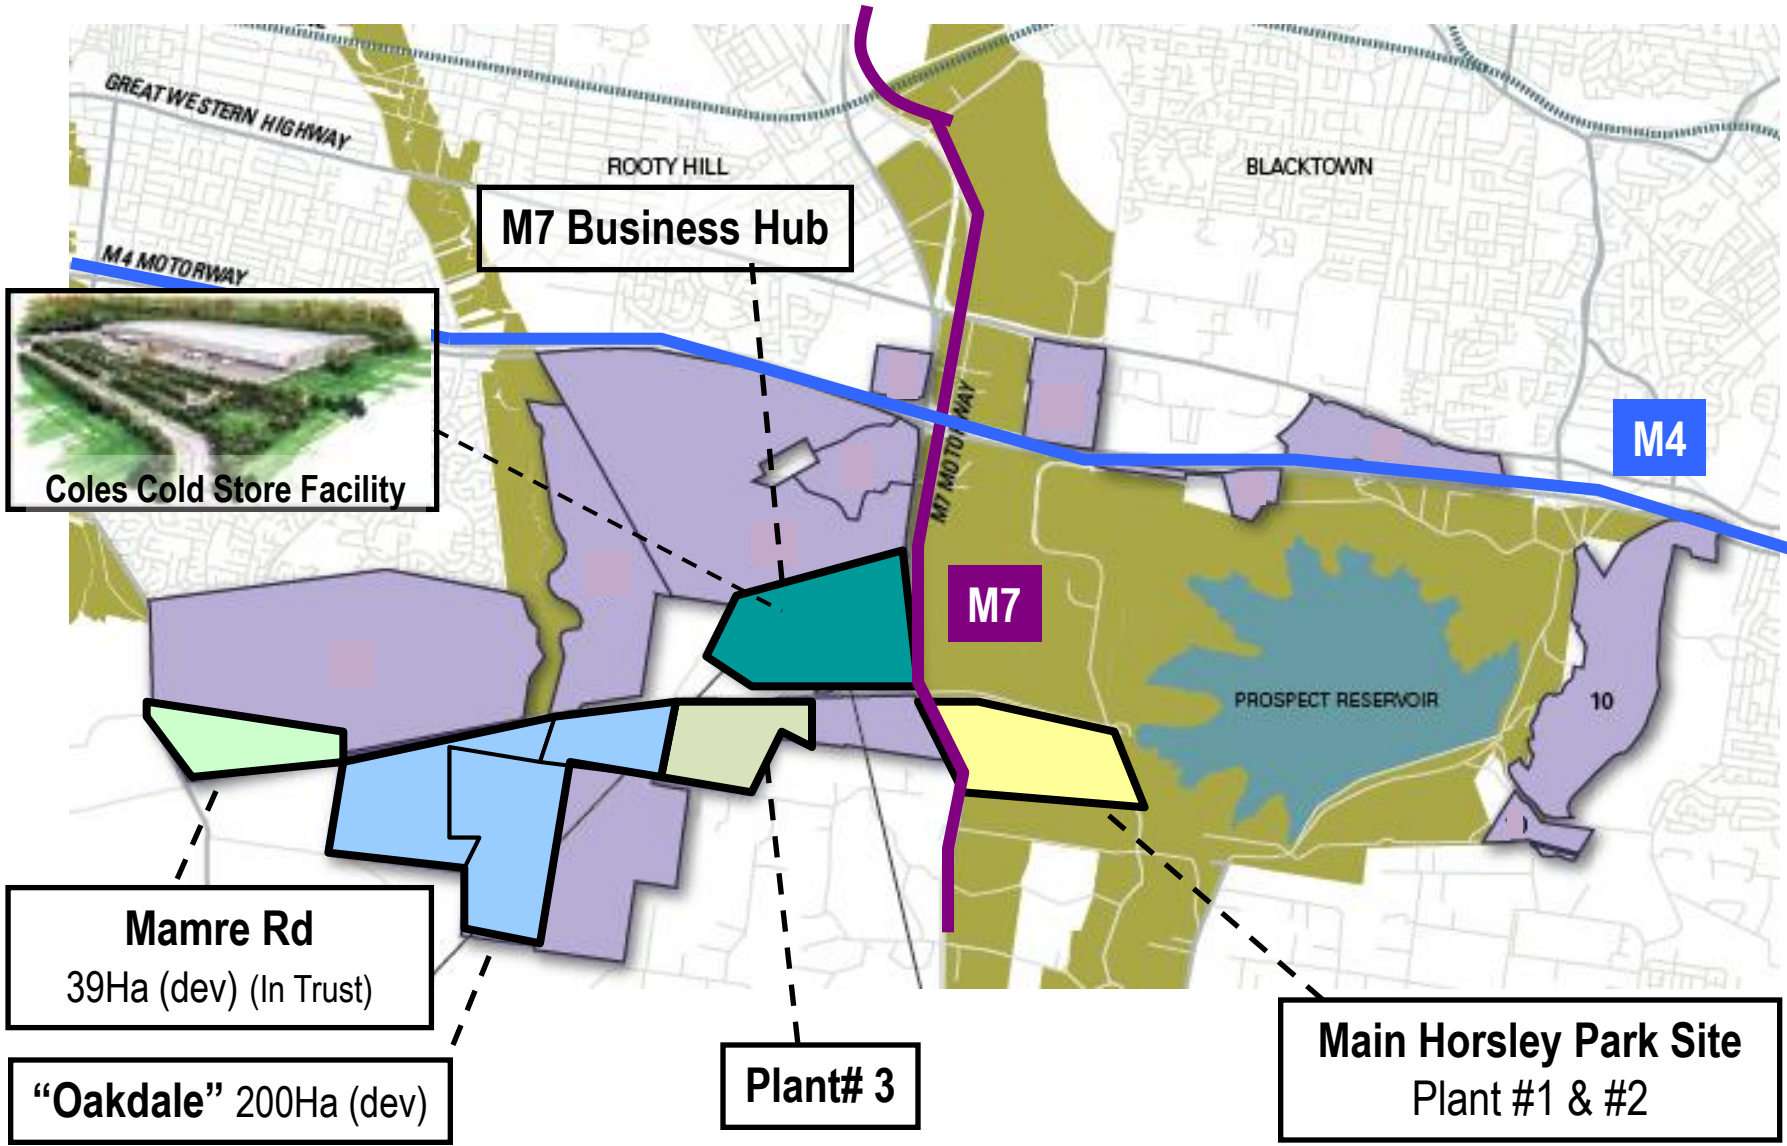 GREAT WESTERN HIGHWAY
ROOTY HILL
BLACKTOWN
M7 Business Hub
M4 MOTORWAY
M7 MOTORWAY
M4
Coles Cold Store Facility
M7
PROSPECT RESERVOIR
10
Mamre Rd
39Ha (dev) (In Trust)
“Oakdale” 200Ha (dev)
Plant# 3
Main Horsley Park Site
Plant #1 & #2